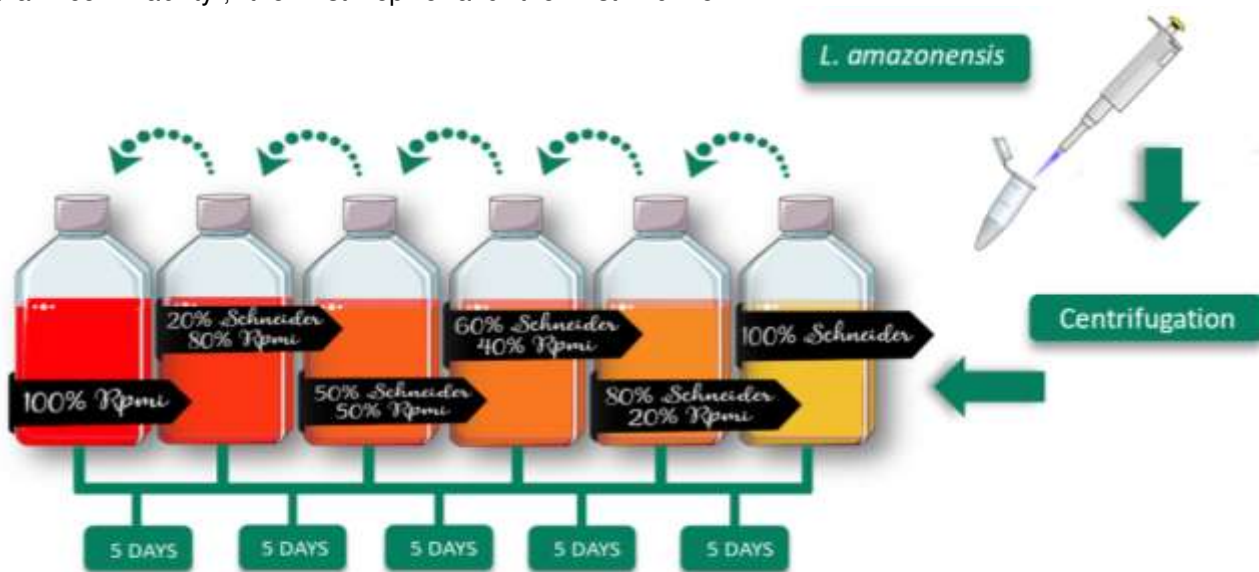 L. amazonensis
Centrifugation
100% Schneider
80% Schneider
20% Rpmi
60% Schneider
40% Rpmi
50% Schneider
50% Rpmi
20% Schneider
80% Rpmi
100% Rpmi
5 DAYS
5 DAYS
5 DAYS
5 DAYS
5 DAYS